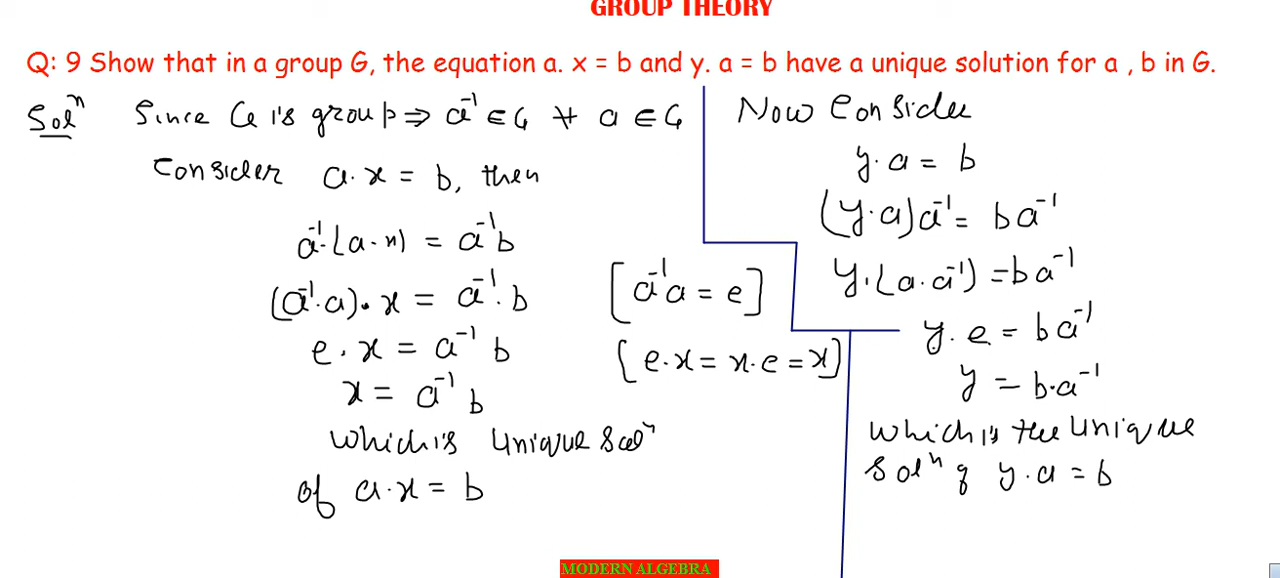 GROUP THEORY
Q: 9 Show that in a group G, the equation a. x = b and y. a = b have a unique solution for a , b in G.
Solⁿ Since G is group ⇒ a⁻¹ ∈ G ∀ a ∈ G
Consider a·x = b, then
a⁻¹·(a·x) = a⁻¹b
(a⁻¹·a)·x = a⁻¹·b [a⁻¹a = e]
e·x = a⁻¹b [e·x = x·e = x]
x = a⁻¹b
which is unique solⁿ
of a·x = b
Now Consider
y·a = b
(y·a)a⁻¹ = ba⁻¹
y·(a·a⁻¹) = ba⁻¹
y·e = ba⁻¹
y = b·a⁻¹
which is the unique
solⁿ of y·a = b
MODERN ALGEBRA